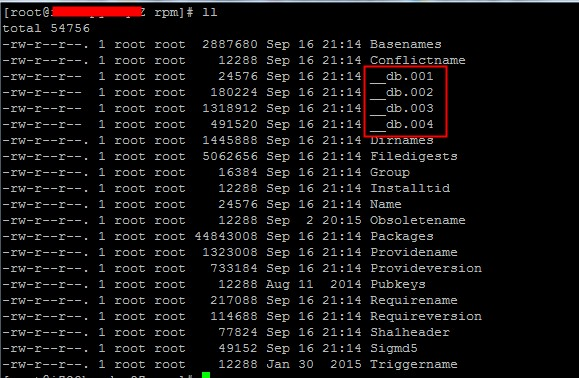 [root@i Z rpm]# ll
total 54756
-rw-r--r--. 1 root root 2887680 Sep 16 21:14 Basenames
-rw-r--r--. 1 root root 12288 Sep 16 21:14 Conflictname
-rw-r--r-- 1 root root 24576 Sep 16 21:14 __db.001
-rw-r--r-- 1 root root 180224 Sep 16 21:14 __db.002
-rw-r--r-- 1 root root 1318912 Sep 16 21:14 __db.003
-rw-r--r-- 1 root root 491520 Sep 16 21:14 __db.004
-rw-r--r--. 1 root root 1445888 Sep 16 21:14 Dirnames
-rw-r--r--. 1 root root 5062656 Sep 16 21:14 Filedigests
-rw-r--r--. 1 root root 16384 Sep 16 21:14 Group
-rw-r--r--. 1 root root 12288 Sep 16 21:14 Installtid
-rw-r--r--. 1 root root 24576 Sep 16 21:14 Name
-rw-r--r--. 1 root root 12288 Sep 2 20:15 Obsoletename
-rw-r--r--. 1 root root 44843008 Sep 16 21:14 Packages
-rw-r--r--. 1 root root 1323008 Sep 16 21:14 Providename
-rw-r--r--. 1 root root 733184 Sep 16 21:14 Provideversion
-rw-r--r--. 1 root root 12288 Aug 11 2014 Pubkeys
-rw-r--r--. 1 root root 217088 Sep 16 21:14 Requirename
-rw-r--r--. 1 root root 114688 Sep 16 21:14 Requireversion
-rw-r--r--. 1 root root 77824 Sep 16 21:14 Sha1header
-rw-r--r--. 1 root root 49152 Sep 16 21:14 Sigmd5
-rw-r--r--. 1 root root 12288 Jan 30 2015 Triggername